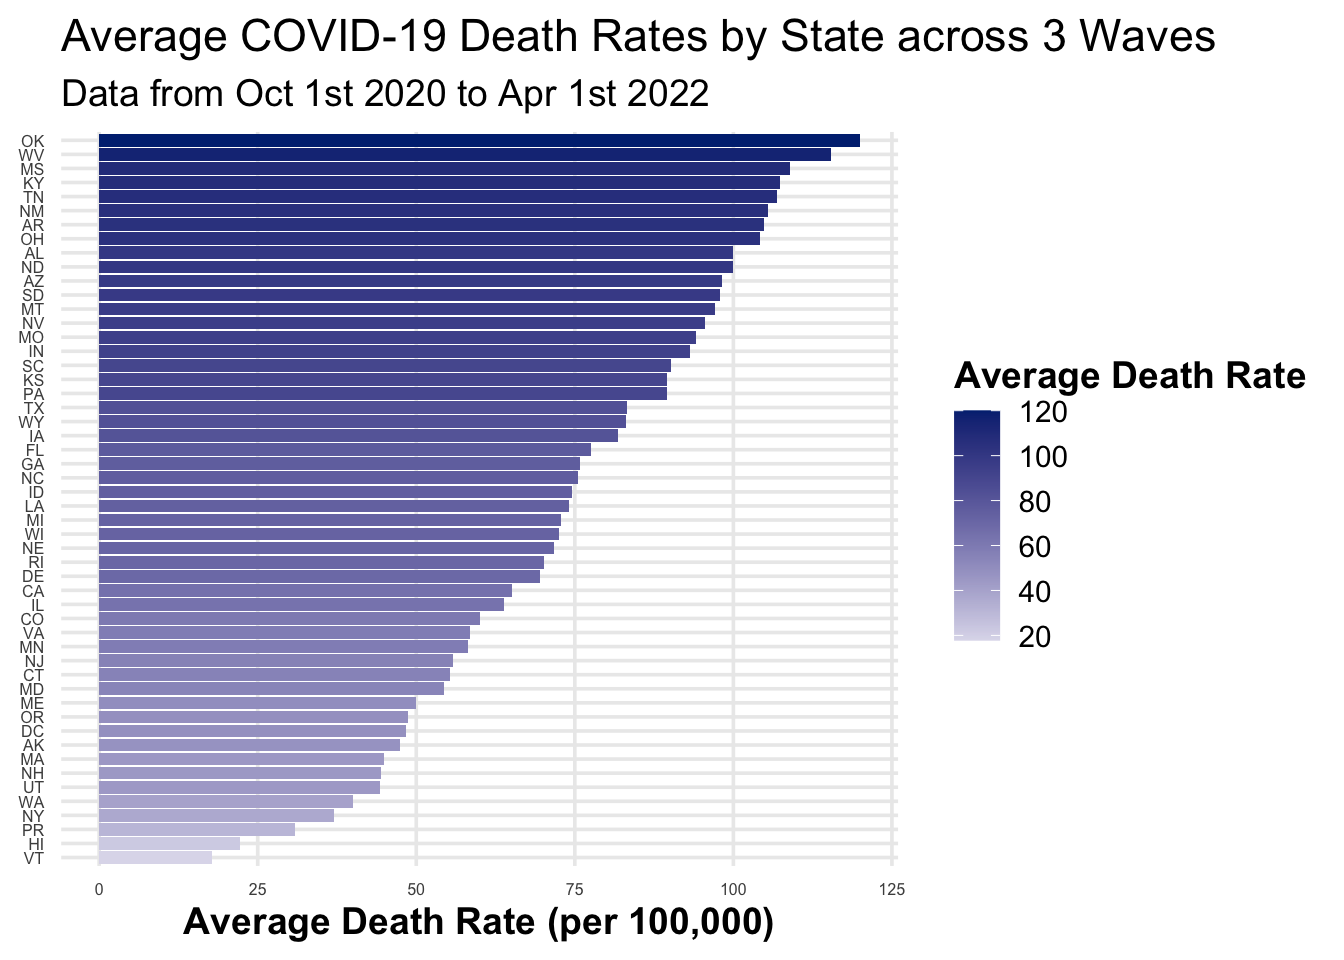 Average COVID-19 Death Rates by State across 3 Waves
Data from Oct 1st 2020 to Apr 1st 2022
OK
WV
MS
KY
TN
NM
AR
OH
AL
ND
AZ
SD
MT
NV
MO
IN
SC
KS
PA
TX
WY
IA
FL
GA
NC
ID
LA
MI
WI
NE
RI
DE
CA
IL
CO
VA
MN
NJ
CT
MD
ME
OR
DC
AK
MA
NH
UT
WA
NY
PR
HI
VT
0 25 50 75 100 125
Average Death Rate (per 100,000)
Average Death Rate
120
100
80
60
40
20